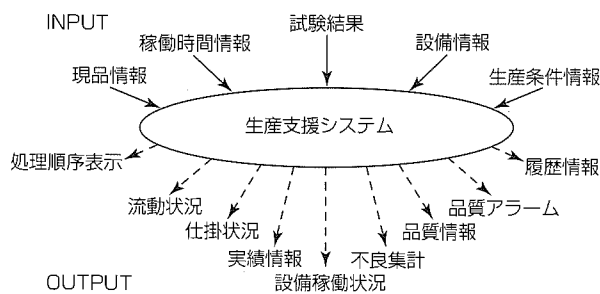 INPUT
試験結果
稼働時間情報
設備情報
現品情報
生産条件情報
生産支援システム
処理順序表示
履歴情報
流動状況
品質アラーム
仕掛状況
品質情報
実績情報
不良集計
設備稼働状況
OUTPUT